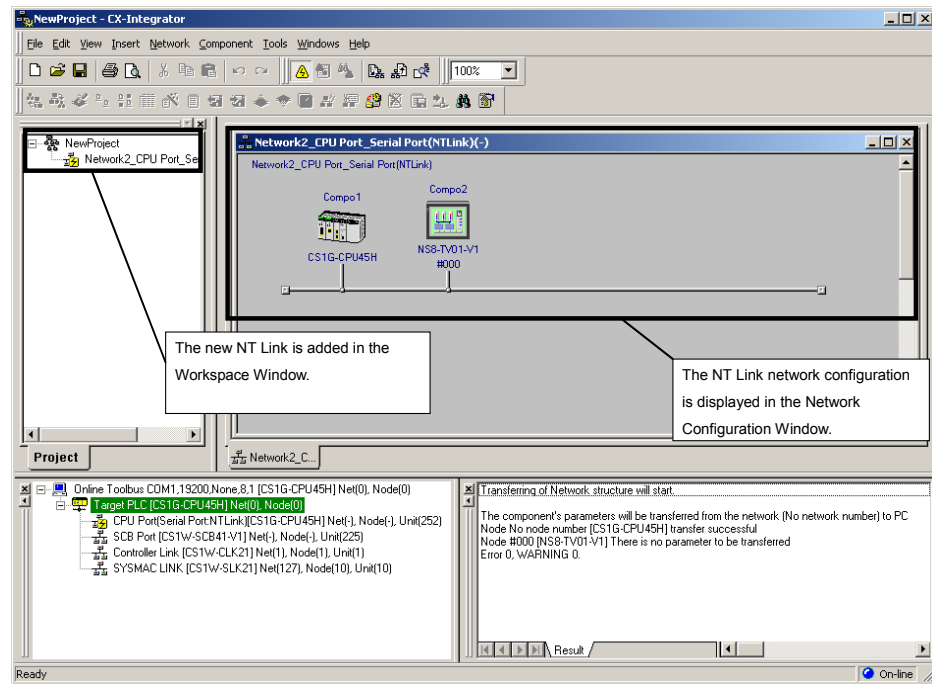 NewProject - CX-Integrator
File Edit View Insert Network Component Tools Windows Help
100%
NewProject
Network2_CPU Port_Se
Project
Network2_CPU Port_Serial Port(NTLink)(-)
Network2_CPU Port_Serial Port(NTLink)
Compo1
CS1G-CPU45H
Compo2
NS8-TV01-V1
#000
The new NT Link is added in the
Workspace Window.
The NT Link network configuration
is displayed in the Network
Configuration Window.
Network2_C...
Online Toolbus COM1,19200,None,8,1 [CS1G-CPU45H] Net(0), Node(0)
Target PLC [CS1G-CPU45H] Net(0), Node(0)
CPU Port(Serial Port:NTLink)[CS1G-CPU45H] Net(-), Node(-), Unit(252)
SCB Port [CS1W-SCB41-V1] Net(-), Node(-), Unit(225)
Controller Link [CS1W-CLK21] Net(1), Node(1), Unit(1)
SYSMAC LINK [CS1W-SLK21] Net(127), Node(10), Unit(10)
Transferring of Network structure will start.
The component's parameters will be transferred from the network (No network number) to PC
Node No node number [CS1G-CPU45H] transfer successful
Node #000 [NS8-TV01-V1] There is no parameter to be transferred
Error 0, WARNING 0.
Result
Ready
On-line